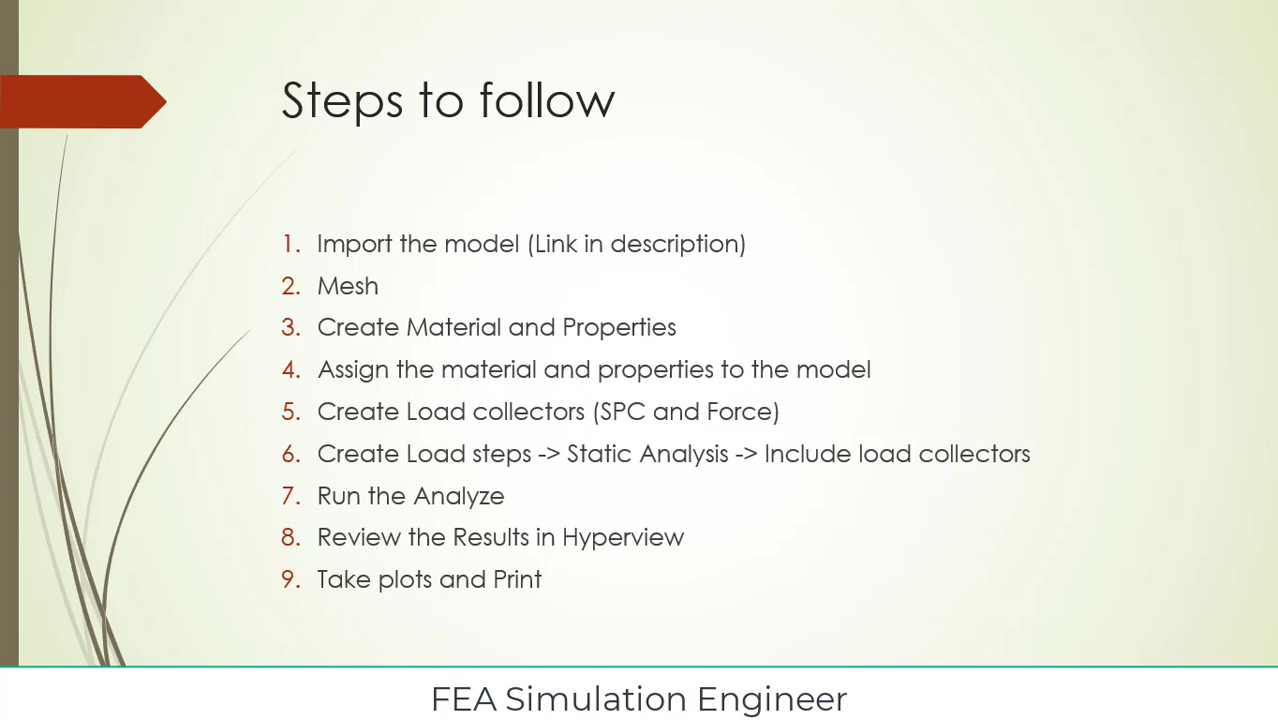 Steps to follow
1. Import the model (Link in description)
2. Mesh
3. Create Material and Properties
4. Assign the material and properties to the model
5. Create Load collectors (SPC and Force)
6. Create Load steps -> Static Analysis -> Include load collectors
7. Run the Analyze
8. Review the Results in Hyperview
9. Take plots and Print
FEA Simulation Engineer